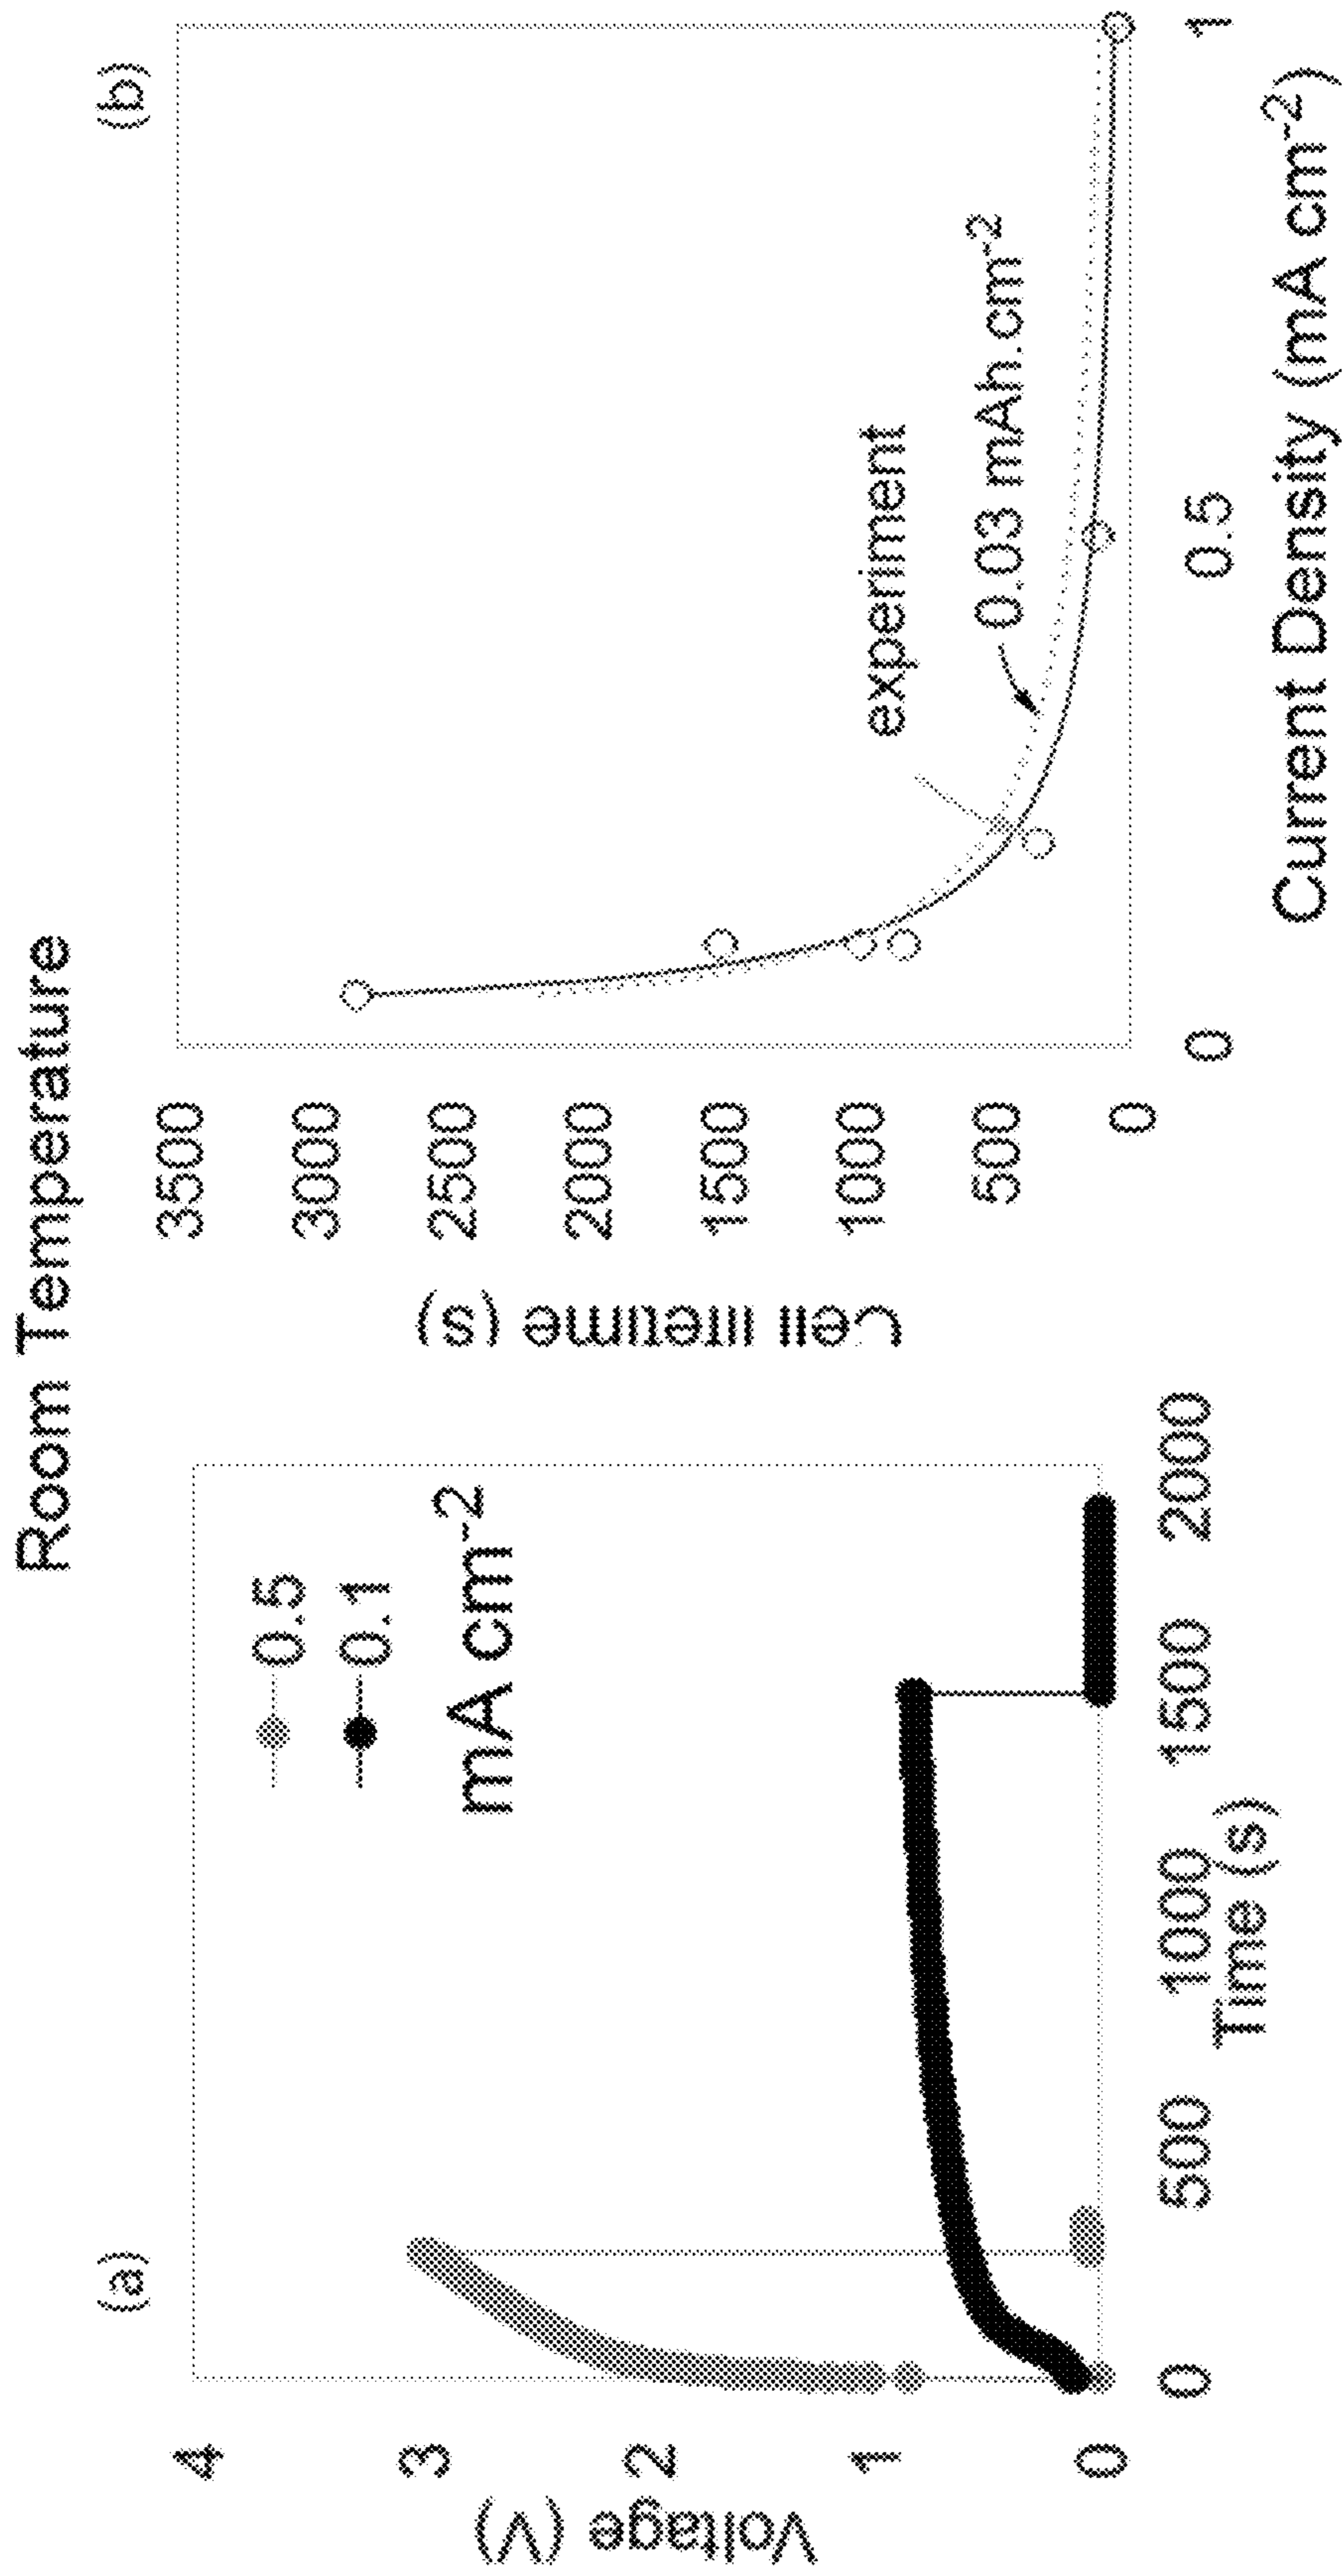 Room Temperature
(a)
Voltage (V)
4
3
2
1
0
0.5
0.1
mA cm-2
0
500
1000
1500
2000
Time (s)
(b)
Cell lifetime (s)
3500
3000
2500
2000
1500
1000
500
0
experiment
0.03 mAh.cm-2
0
0.5
1
Current Density (mA cm-2)